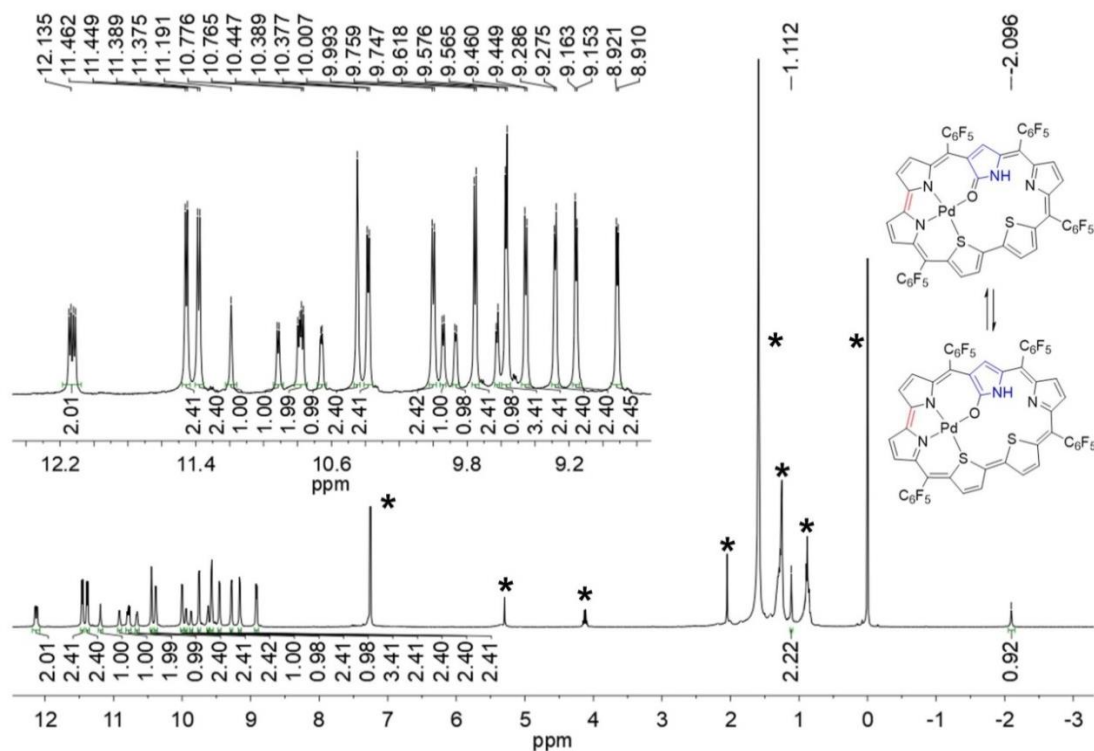 12.135
11.462
11.449
11.389
11.375
11.191
10.776
10.765
10.447
10.389
10.377
10.007
9.993
9.759
9.747
9.618
9.576
9.565
9.460
9.449
9.286
9.275
9.163
9.153
8.921
8.910
—1.112
—-2.096
C6F5
C6F5
NH
N
N
O
Pd
N
S
S
C6F5
C6F5
2.01
2.41
2.40
1.00
1.00
1.99
0.99
2.40
2.41
2.42
1.00
0.98
2.41
0.98
3.41
2.41
2.40
2.40
2.45
12.2 11.4 10.6 9.8 9.2
ppm
C6F5
C6F5
NH
N
N
O
Pd
N
S
S
C6F5
C6F5
* * * * * * * *
2.01
2.41
2.40
1.00
1.00
1.99
0.99
2.40
2.41
2.42
1.00
0.98
2.41
0.98
3.41
2.41
2.40
2.40
2.41
2.22
0.92
12 11 10 9 8 7 6 5 4 3 2 1 0 -1 -2 -3
ppm